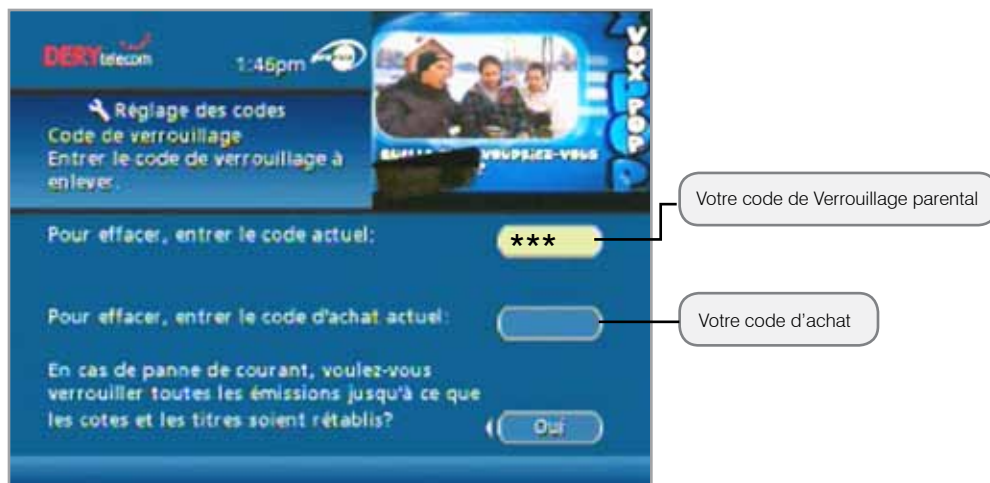 DERYtelecom
1:46pm
VOX POP
Réglage des codes
Code de verrouillage
Entrer le code de verrouillage à
enlever.
Pour effacer, entrer le code actuel:
***
Votre code de Verrouillage parental
Pour effacer, entrer le code d'achat actuel:
Votre code d'achat
En cas de panne de courant, voulez-vous
verrouiller toutes les émissions jusqu'à ce que
les cotes et les titres soient rétablis?
Oui